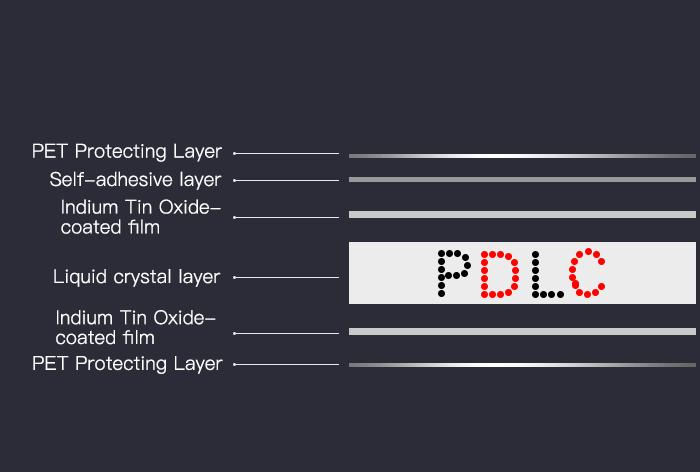 PET Protecting Layer
Self-adhesive layer
Indium Tin Oxide-
coated film
Liquid crystal layer
PDLC
Indium Tin Oxide-
coated film
PET Protecting Layer